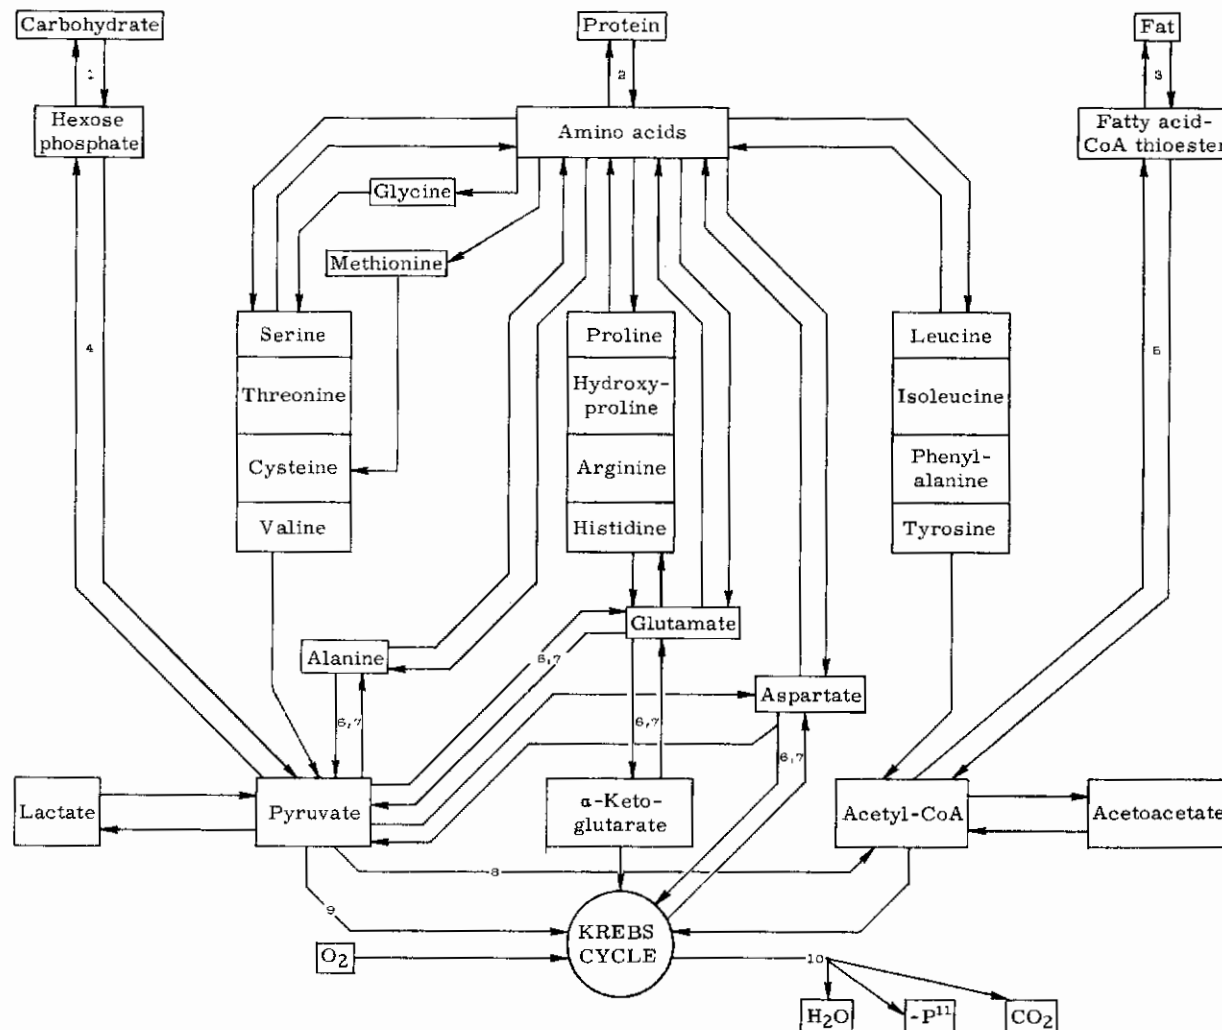 Carbohydrate
Protein
Fat
1
2
3
Hexose
phosphate
Amino acids
Fatty acid-
CoA thioester
Glycine
Methionine
4
5
Serine
Threonine
Cysteine
Valine
Proline
Hydroxy-
proline
Arginine
Histidine
Leucine
Isoleucine
Phenyl-
alanine
Tyrosine
Glutamate
Alanine
6,7
Aspartate
6,7
6,7
6,7
Lactate
Pyruvate
α-Keto-
glutarate
Acetyl-CoA
Acetoacetate
8
9
KREBS
CYCLE
O2
10
H2O
~P11
CO2